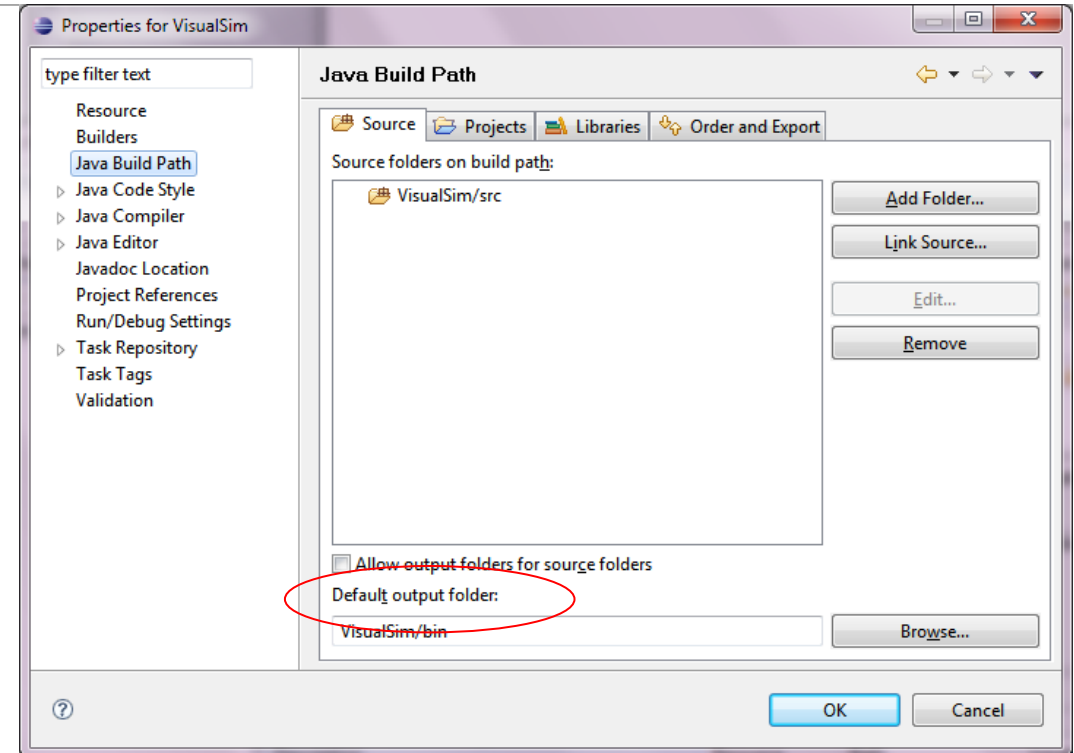 Properties for VisualSim
type filter text
Resource
Builders
Java Build Path
Java Code Style
Java Compiler
Java Editor
Javadoc Location
Project References
Run/Debug Settings
Task Repository
Task Tags
Validation
Java Build Path
Source Projects Libraries Order and Export
Source folders on build path:
VisualSim/src
Add Folder...
Link Source...
Edit...
Remove
Allow output folders for source folders
Default output folder:
VisualSim/bin
Browse...
?
OK Cancel